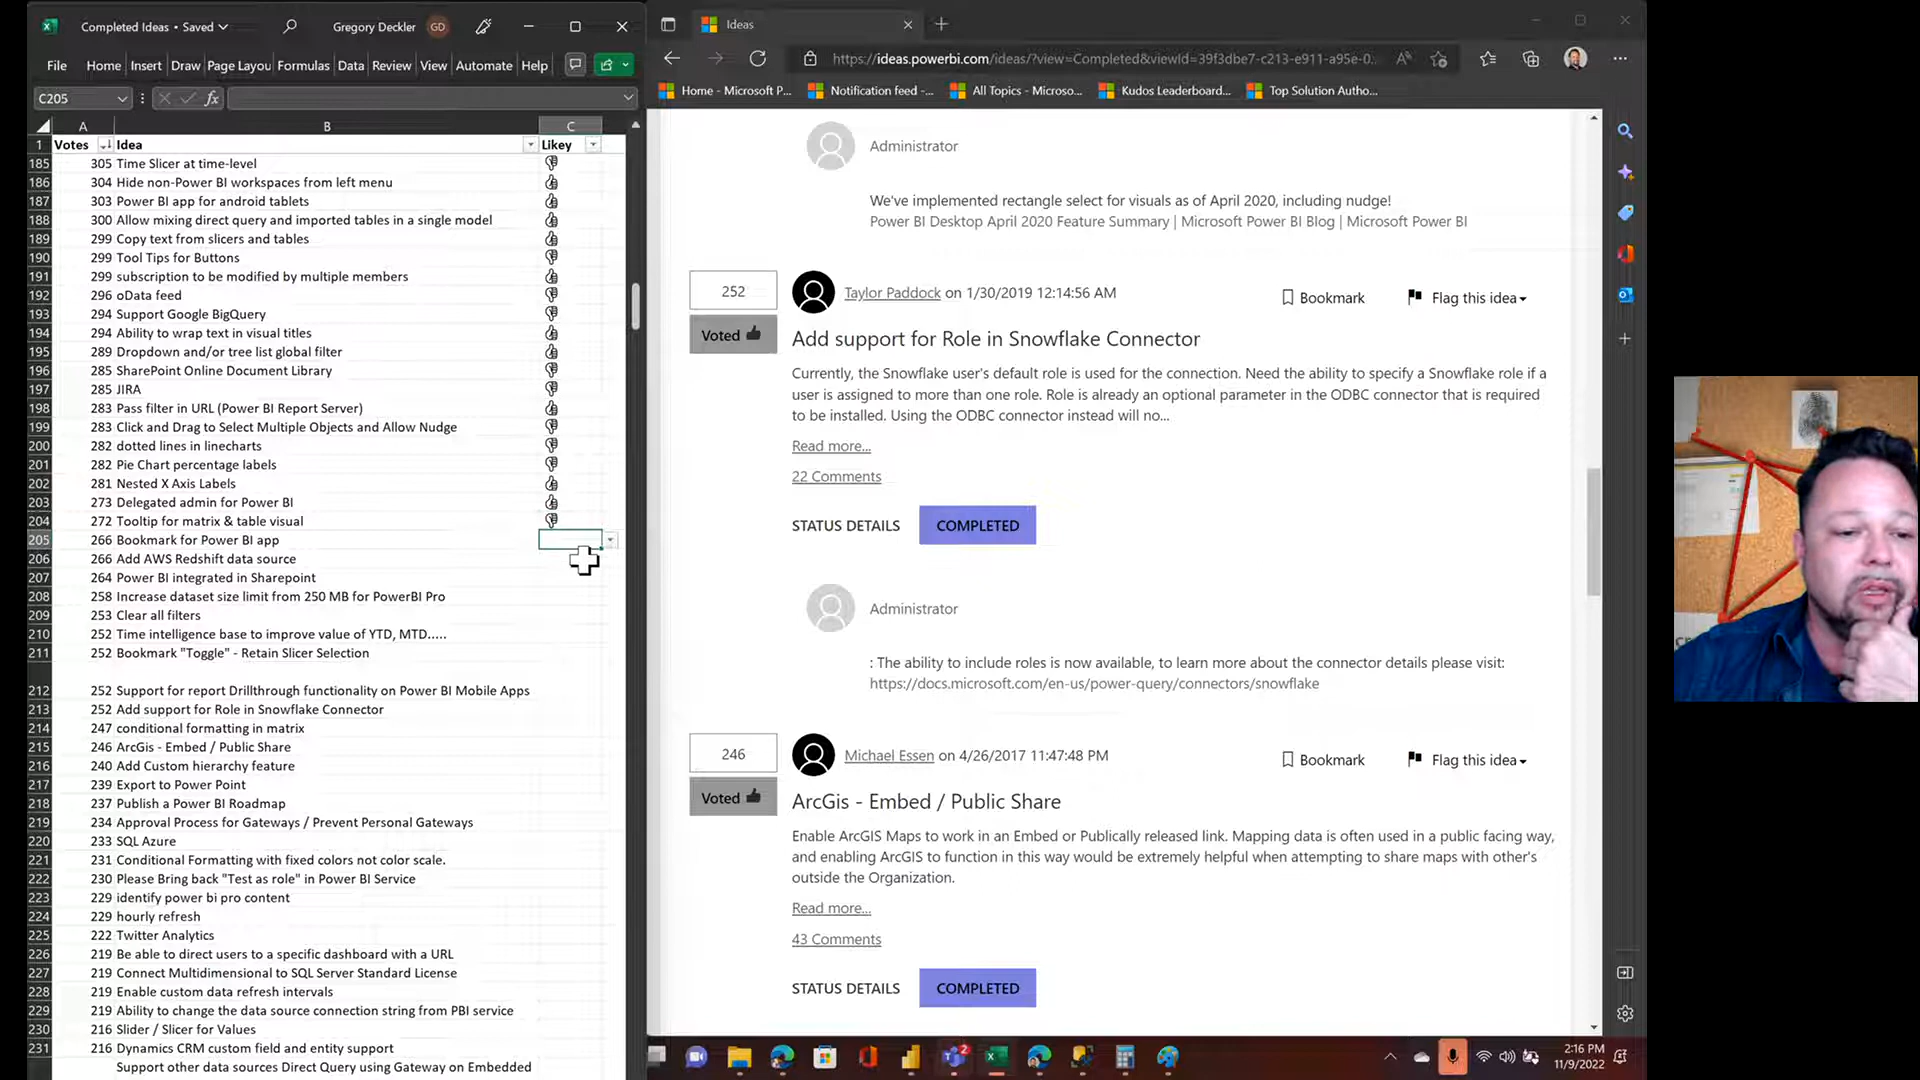 Completed Ideas • Saved
Gregory Deckler
GD
File Home Insert Draw Page Layou Formulas Data Review View Automate Help
C205
fx
A B C
1 Votes Idea Likey
185 305 Time Slicer at time-level
186 304 Hide non-Power BI workspaces from left menu
187 303 Power BI app for android tablets
188 300 Allow mixing direct query and imported tables in a single model
189 299 Copy text from slicers and tables
190 299 Tool Tips for Buttons
191 299 subscription to be modified by multiple members
192 296 oData feed
193 294 Support Google BigQuery
194 294 Ability to wrap text in visual titles
195 289 Dropdown and/or tree list global filter
196 285 SharePoint Online Document Library
197 285 JIRA
198 283 Pass filter in URL (Power BI Report Server)
199 283 Click and Drag to Select Multiple Objects and Allow Nudge
200 282 dotted lines in linecharts
201 282 Pie Chart percentage labels
202 281 Nested X Axis Labels
203 273 Delegated admin for Power BI
204 272 Tooltip for matrix & table visual
205 266 Bookmark for Power BI app
206 266 Add AWS Redshift data source
207 264 Power BI integrated in Sharepoint
208 258 Increase dataset size limit from 250 MB for PowerBI Pro
209 253 Clear all filters
210 252 Time intelligence base to improve value of YTD, MTD.....
211 252 Bookmark "Toggle" - Retain Slicer Selection
212 252 Support for report Drillthrough functionality on Power BI Mobile Apps
213 252 Add support for Role in Snowflake Connector
214 247 conditional formatting in matrix
215 246 ArcGis - Embed / Public Share
216 240 Add Custom hierarchy feature
217 239 Export to Power Point
218 237 Publish a Power BI Roadmap
219 234 Approval Process for Gateways / Prevent Personal Gateways
220 233 SQL Azure
221 231 Conditional Formatting with fixed colors not color scale.
222 230 Please Bring back "Test as role" in Power BI Service
223 229 identify power bi pro content
224 229 hourly refresh
225 222 Twitter Analytics
226 219 Be able to direct users to a specific dashboard with a URL
227 219 Connect Multidimensional to SQL Server Standard License
228 219 Enable custom data refresh intervals
229 219 Ability to change the data source connection string from PBI service
230 216 Slider / Slicer for Values
231 216 Dynamics CRM custom field and entity support
Support other data sources Direct Query using Gateway on Embedded
Ideas
https://ideas.powerbi.com/ideas/?view=Completed&viewId=39f3dbe7-c213-e911-a95e-0...
Home - Microsoft P... Notification feed -... All Topics - Microso... Kudos Leaderboard... Top Solution Autho...
Administrator
We've implemented rectangle select for visuals as of April 2020, including nudge!
Power BI Desktop April 2020 Feature Summary | Microsoft Power BI Blog | Microsoft Power BI
252
Taylor Paddock on 1/30/2019 12:14:56 AM
Bookmark
Flag this idea
Voted
Add support for Role in Snowflake Connector
Currently, the Snowflake user's default role is used for the connection. Need the ability to specify a Snowflake role if a
user is assigned to more than one role. Role is already an optional parameter in the ODBC connector that is required
to be installed. Using the ODBC connector instead will no...
Read more...
22 Comments
STATUS DETAILS COMPLETED
Administrator
: The ability to include roles is now available, to learn more about the connector details please visit:
https://docs.microsoft.com/en-us/power-query/connectors/snowflake
246
Michael Essen on 4/26/2017 11:47:48 PM
Bookmark
Flag this idea
Voted
ArcGis - Embed / Public Share
Enable ArcGIS Maps to work in an Embed or Publically released link. Mapping data is often used in a public facing way,
and enabling ArcGIS to function in this way would be extremely helpful when attempting to share maps with other's
outside the Organization.
Read more...
43 Comments
STATUS DETAILS COMPLETED
2
2:16 PM
11/9/2022